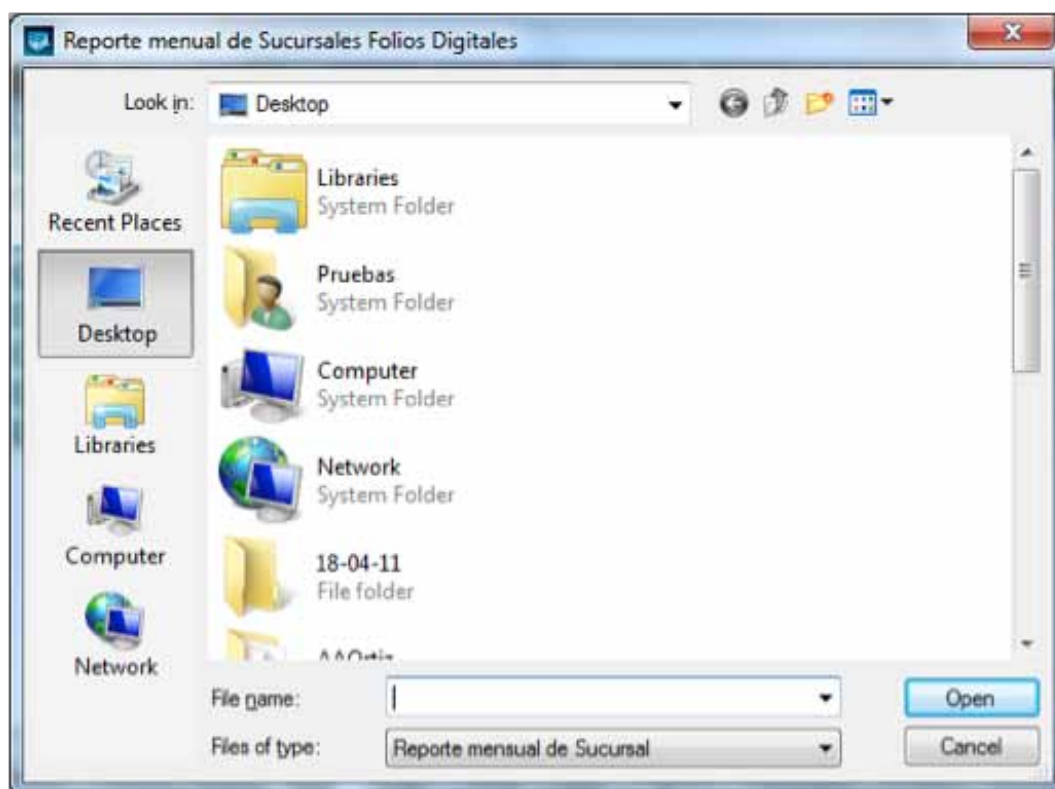 Reporte menual de Sucursales Folios Digitales
Look in:
Desktop
Recent Places
Desktop
Libraries
Computer
Network
Libraries
System Folder
Pruebas
System Folder
Computer
System Folder
Network
System Folder
18-04-11
File folder
AAOrtiz
File name:
Open
Files of type:
Reporte mensual de Sucursal
Cancel